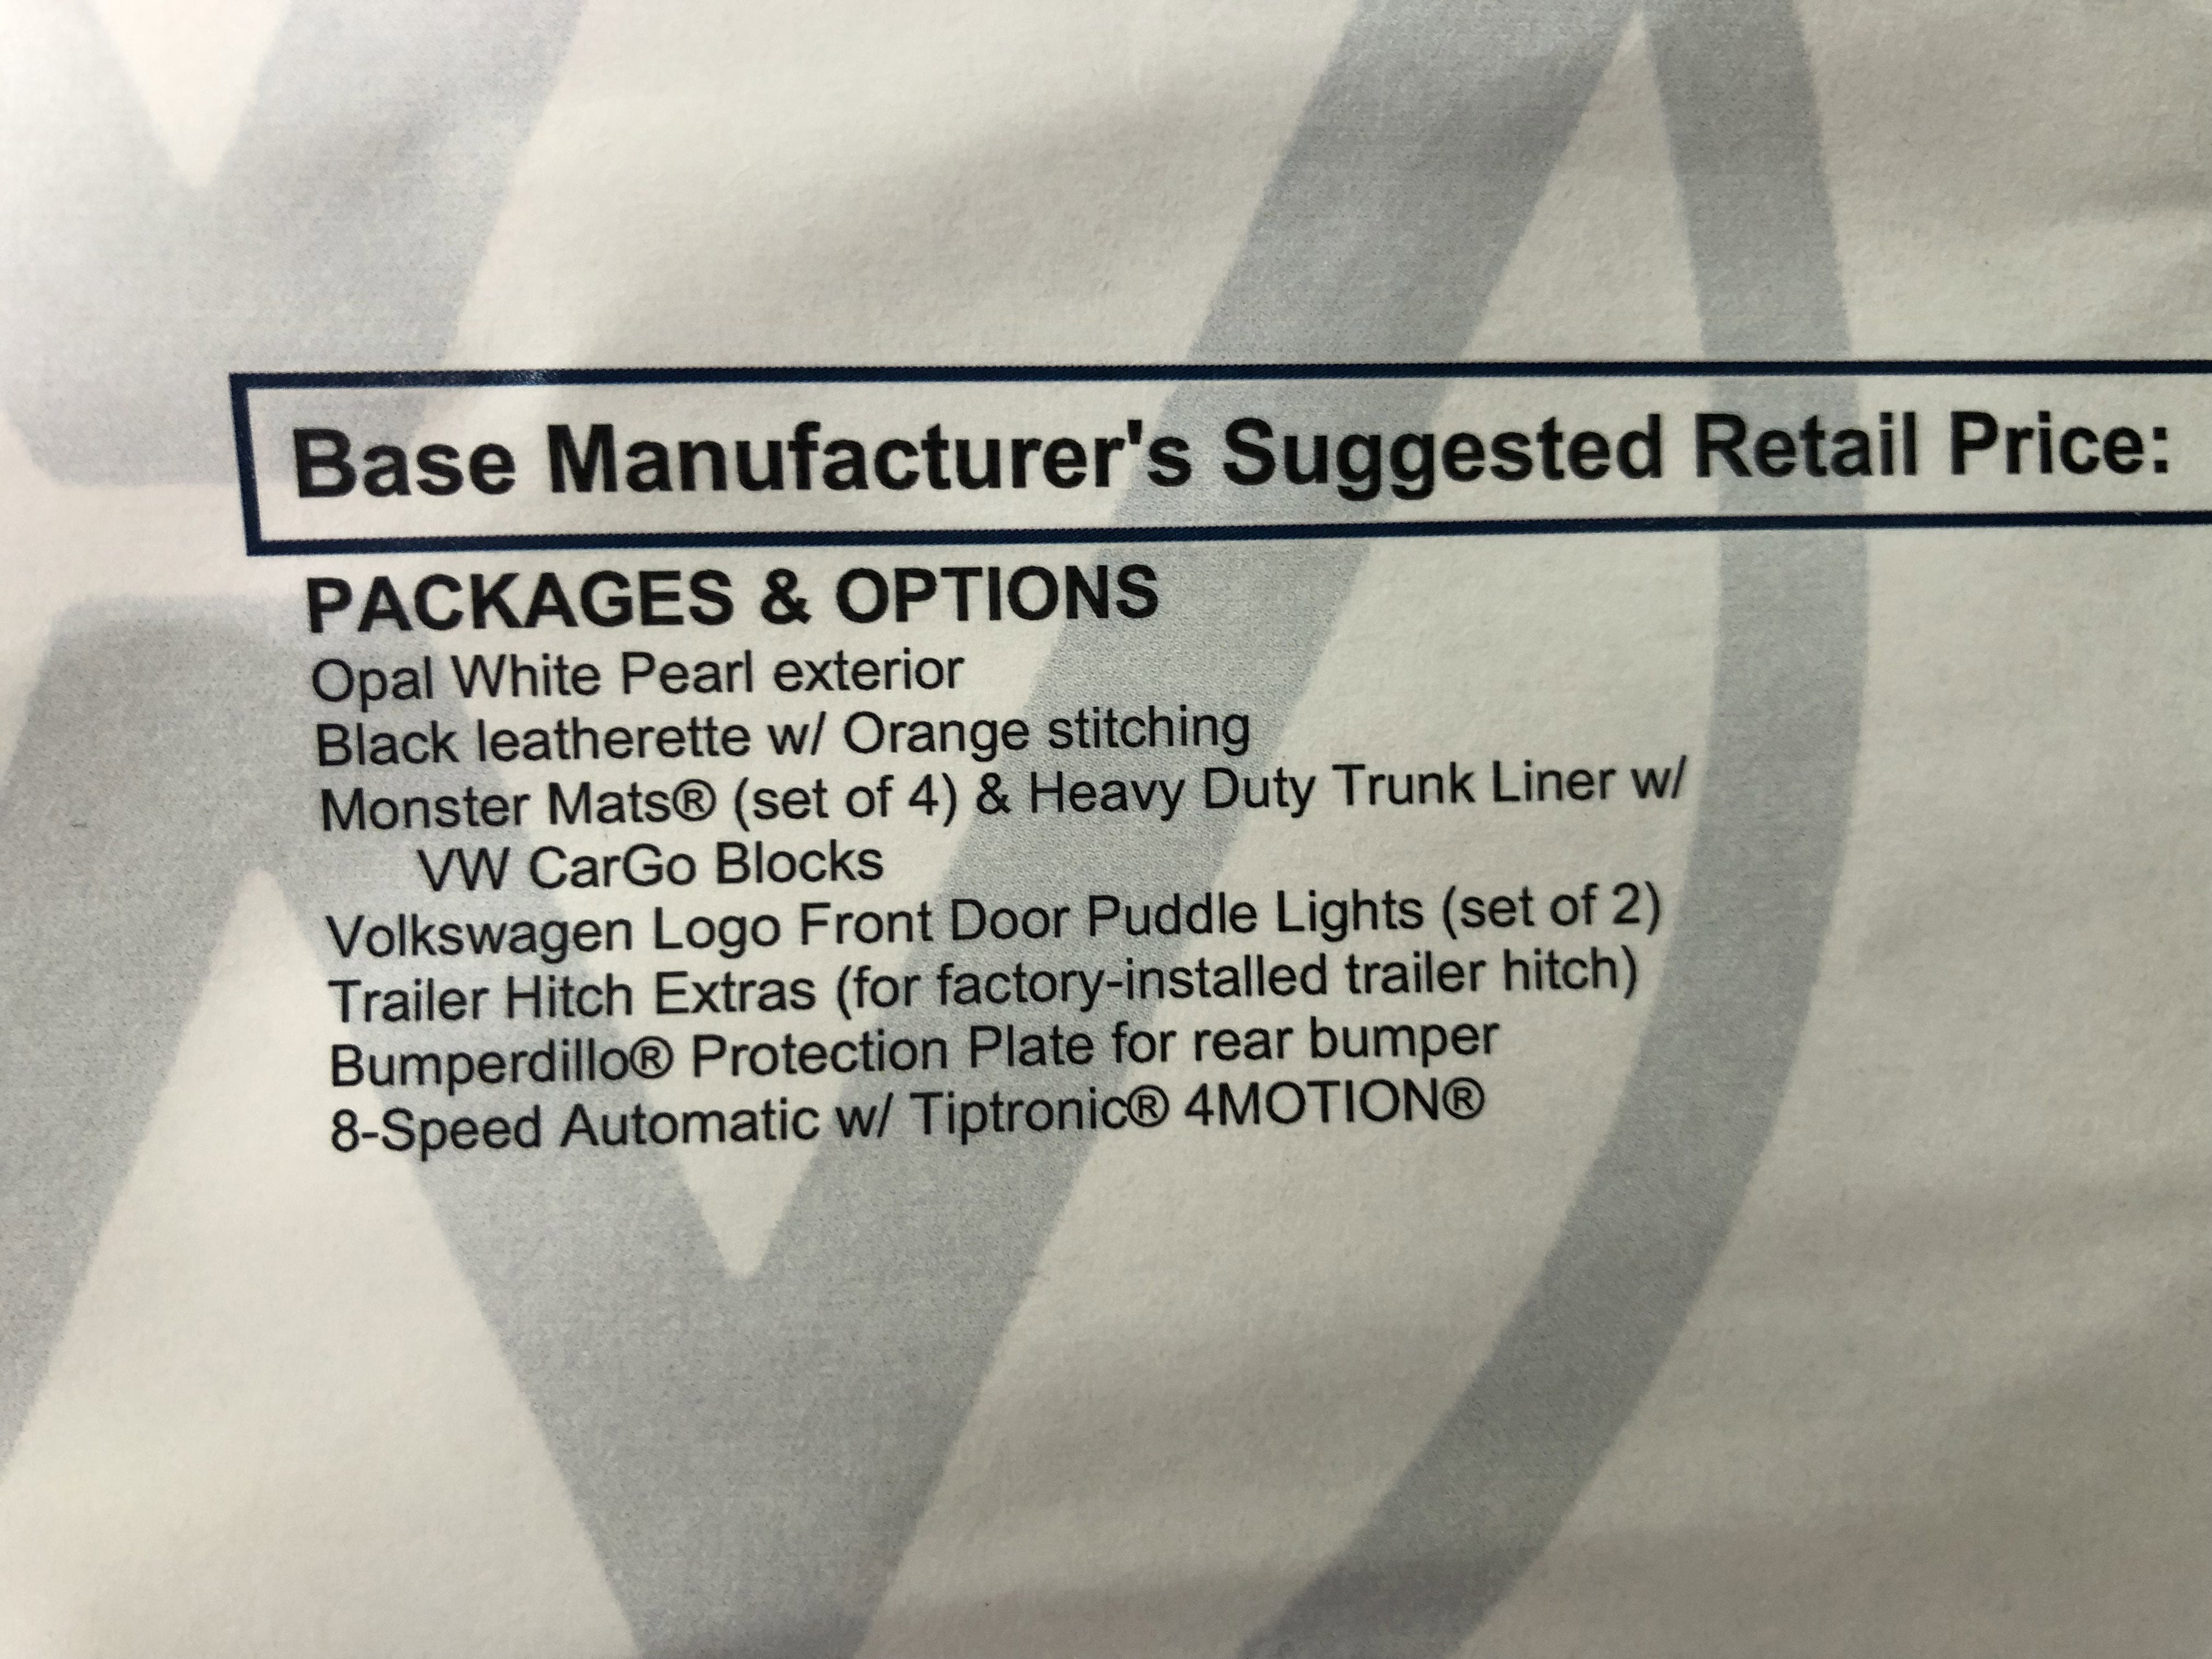 Base Manufacturer's Suggested Retail Price:
PACKAGES & OPTIONS
Opal White Pearl exterior
Black leatherette w/ Orange stitching
Monster Mats® (set of 4) & Heavy Duty Trunk Liner w/
VW CarGo Blocks
Volkswagen Logo Front Door Puddle Lights (set of 2)
Trailer Hitch Extras (for factory-installed trailer hitch)
Bumperdillo® Protection Plate for rear bumper
8-Speed Automatic w/ Tiptronic® 4MOTION®